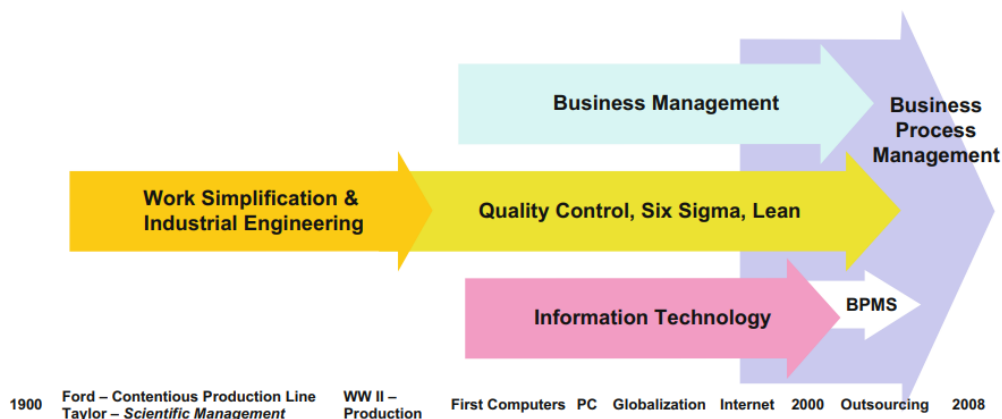 Business Management
Business
Process
Management
Work Simplification &
Industrial Engineering
Quality Control, Six Sigma, Lean
Information Technology
BPMS
1900 Ford – Contentious Production Line WW II – First Computers PC Globalization Internet 2000 Outsourcing 2008
Taylor – Scientific Management Production